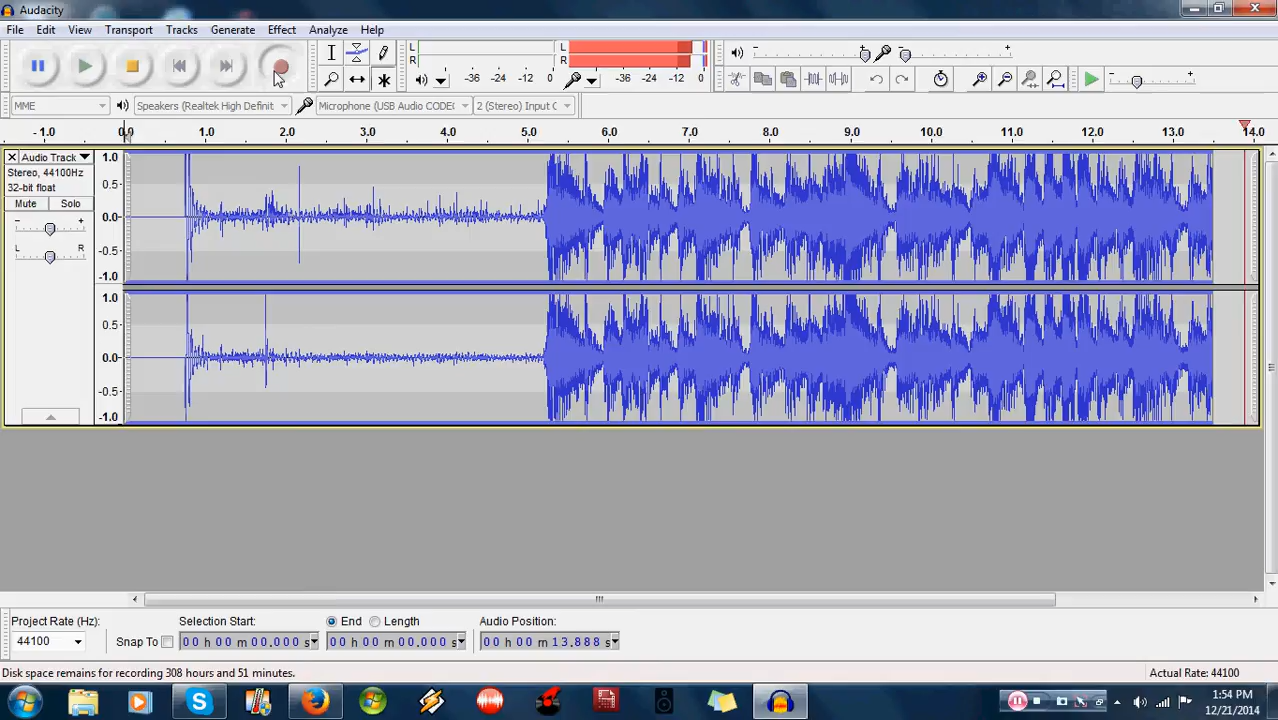 Audacity
File Edit View Transport Tracks Generate Effect Analyze Help
L L
R R
-36 -24 -12 0 -36 -24 -12 0
MME Speakers (Realtek High Definit Microphone (USB Audio CODEC 2 (Stereo) Input C
- 1.0 0.0 1.0 2.0 3.0 4.0 5.0 6.0 7.0 8.0 9.0 10.0 11.0 12.0 13.0 14.0
Audio Track 1.0
Stereo, 44100Hz
32-bit float 0.5
Mute Solo
- + 0.0
L R -0.5
-1.0
1.0
0.5
0.0
-0.5
-1.0
Project Rate (Hz): Selection Start: End Length Audio Position:
44100 Snap To 00 h 00 m 00.000 s 00 h 00 m 00.000 s 00 h 00 m 13.888 s
Disk space remains for recording 308 hours and 51 minutes. Actual Rate: 44100
1:54 PM
12/21/2014